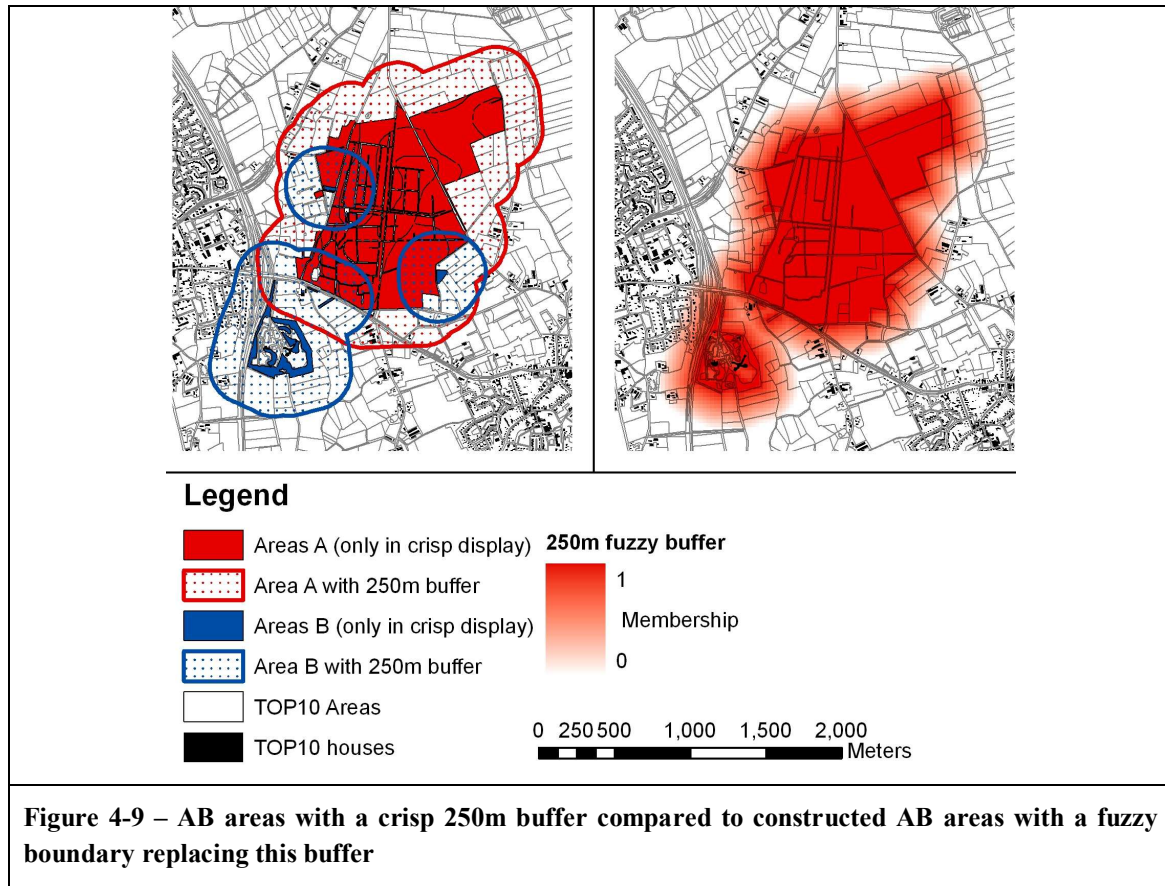 Legend
Areas A (only in crisp display)
Area A with 250m buffer
Areas B (only in crisp display)
Area B with 250m buffer
TOP10 Areas
TOP10 houses
250m fuzzy buffer
1
Membership
0
0 250 500 1,000 1,500 2,000
Meters
Figure 4-9 – AB areas with a crisp 250m buffer compared to constructed AB areas with a fuzzy
boundary replacing this buffer